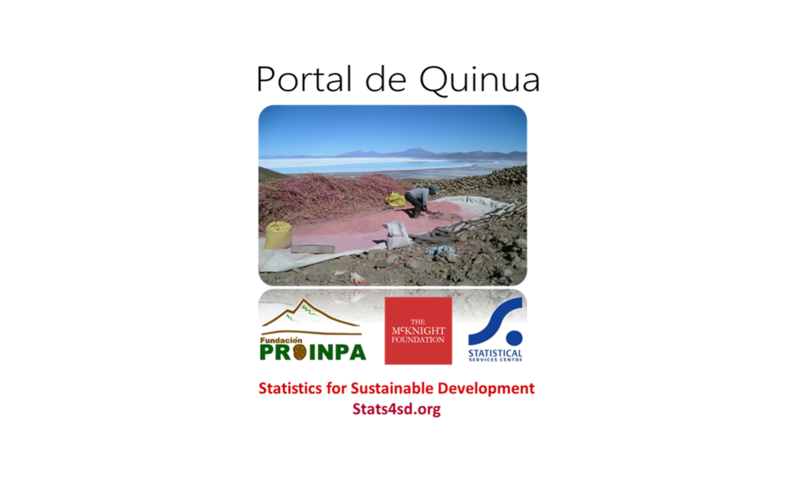 Portal de Quinua
Fundación
PROINPA
THE
McKNIGHT
FOUNDATION
STATISTICAL
SERVICES CENTRE
Statistics for Sustainable Development
Stats4sd.org